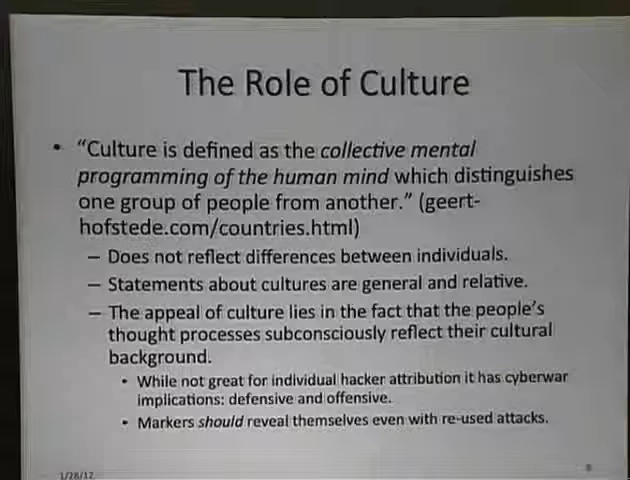 The Role of Culture
• “Culture is defined as the collective mental
programming of the human mind which distinguishes
one group of people from another.” (geert-
hofstede.com/countries.html)
– Does not reflect differences between individuals.
– Statements about cultures are general and relative.
– The appeal of culture lies in the fact that the people’s
thought processes subconsciously reflect their cultural
background.
• While not great for individual hacker attribution it has cyberwar
implications: defensive and offensive.
• Markers should reveal themselves even with re-used attacks.
1/28/12
8